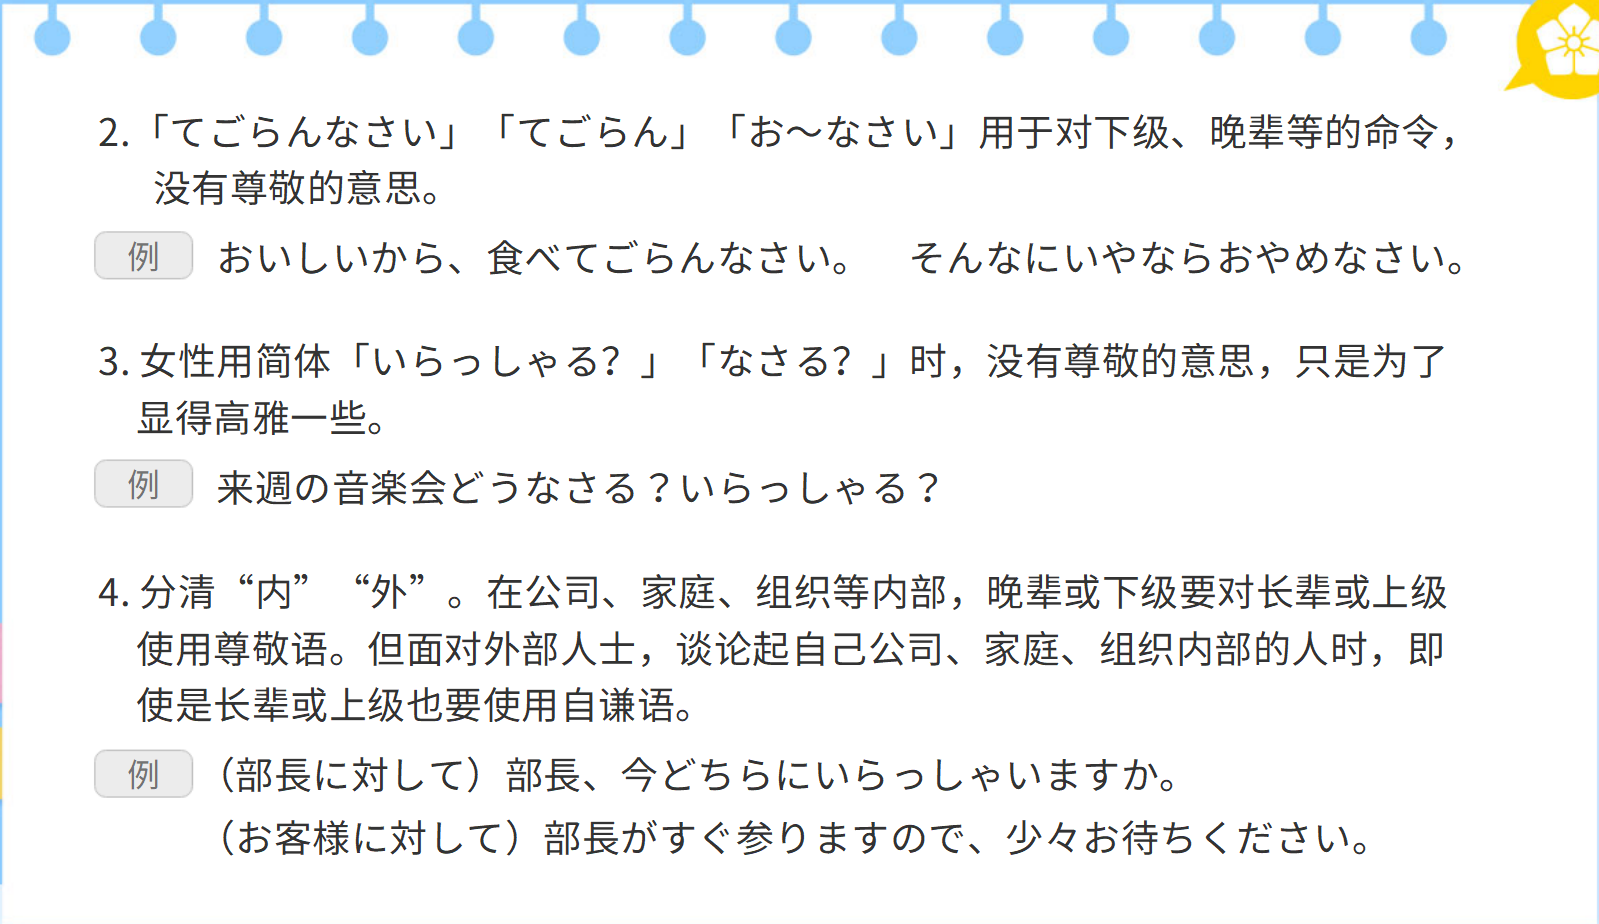 2.「てごらんなさい」「てごらん」「お～なさい」用于对下级、晚辈等的命令，
没有尊敬的意思。
例 おいしいから、食べてごらんなさい。 そんなにいやならおやめなさい。
3. 女性用简体「いらっしゃる？」「なさる？」时，没有尊敬的意思，只是为了
显得高雅一些。
例 来週の音楽会どうなさる？いらっしゃる？
4. 分清“内”“外”。在公司、家庭、组织等内部，晚辈或下级要对长辈或上级
使用尊敬语。但面对外部人士，谈论起自己公司、家庭、组织内部的人时，即
使是长辈或上级也要使用自谦语。
例 （部長に対して）部長、今どちらにいらっしゃいますか。
（お客様に対して）部長がすぐ参りますので、少々お待ちください。